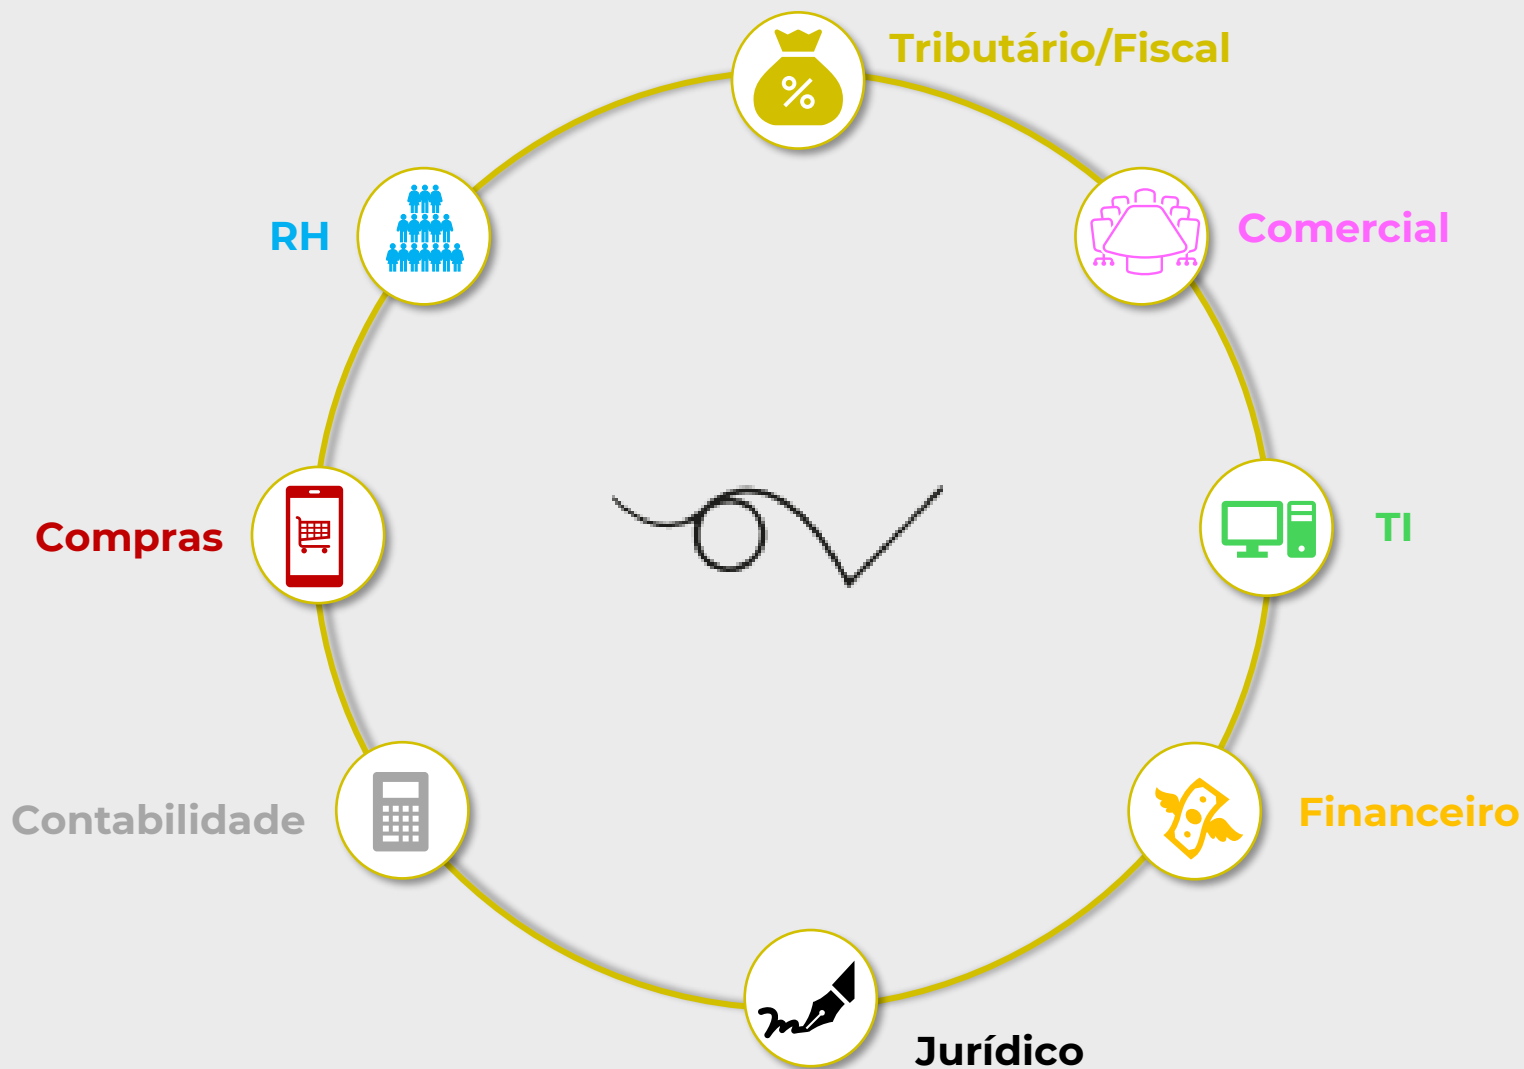 Tributário/Fiscal
Comercial
RH
TI
Compras
Financeiro
Contabilidade
Jurídico